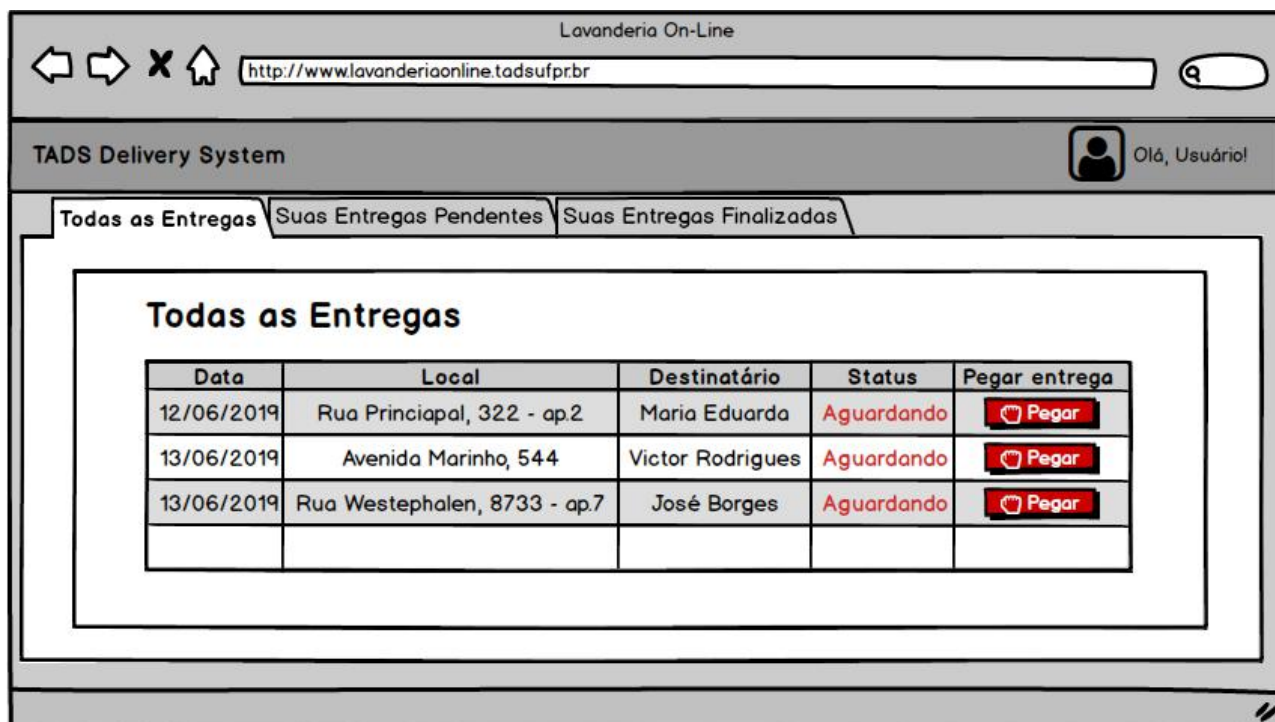 Lavanderia On-Line
http://www.lavanderiaonline.tadsufpr.br
TADS Delivery System
Olá, Usuário!
Todas as Entregas Suas Entregas Pendentes Suas Entregas Finalizadas
Todas as Entregas
Data Local Destinatário Status Pegar entrega
12/06/2019 Rua Princiapal, 322 - ap.2 Maria Eduarda Aguardando Pegar
13/06/2019 Avenida Marinho, 544 Victor Rodrigues Aguardando Pegar
13/06/2019 Rua Westephalen, 8733 - ap.7 José Borges Aguardando Pegar